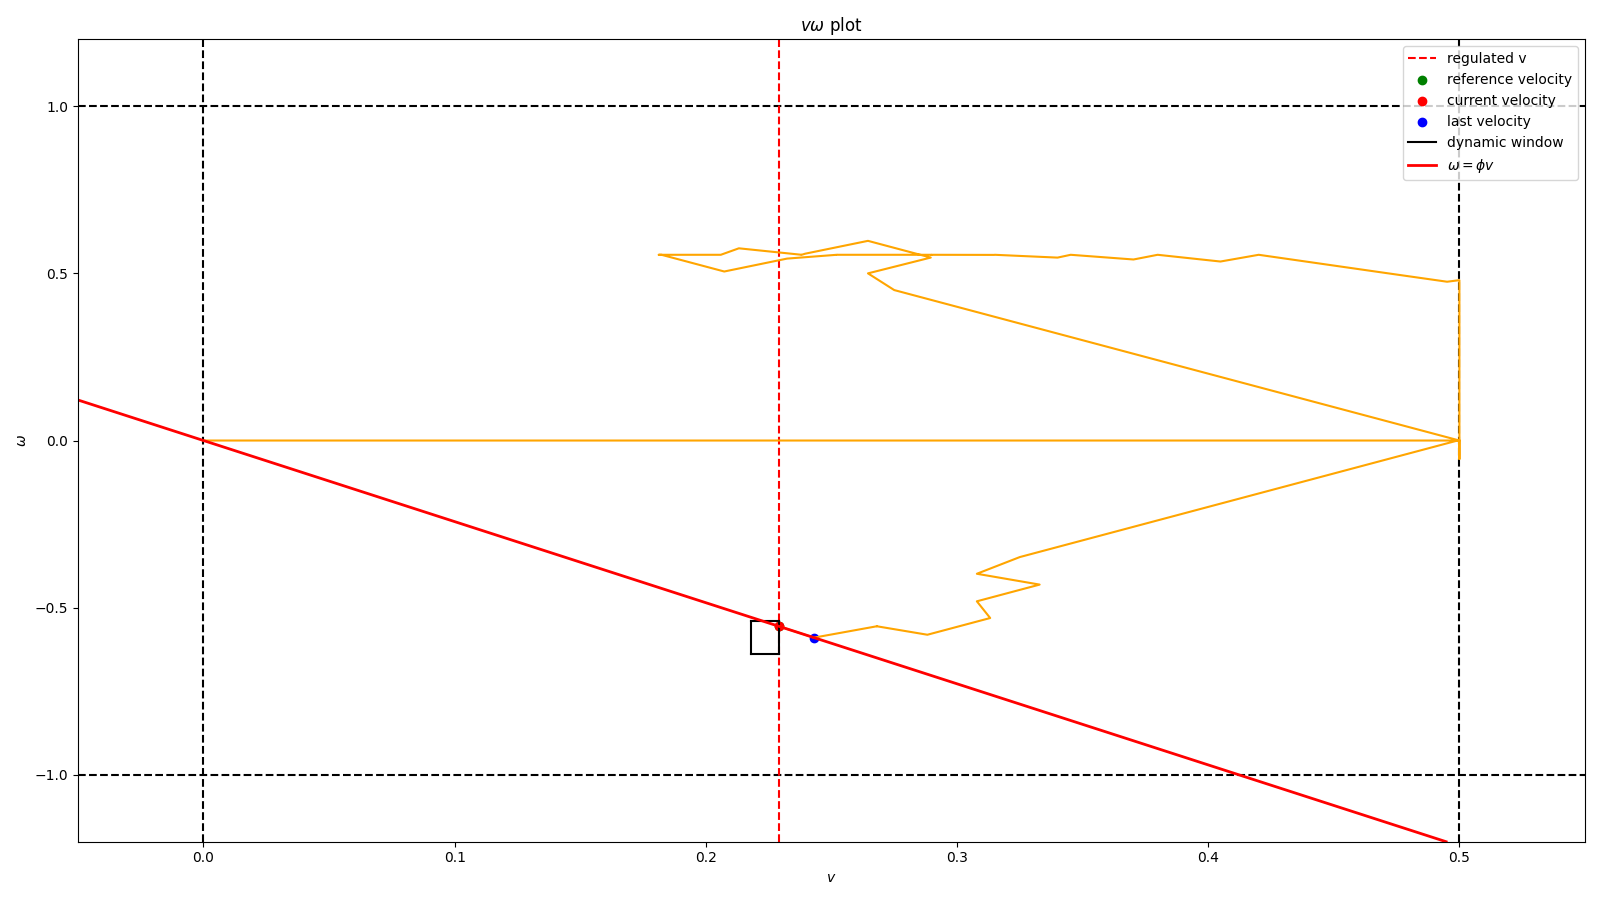 vω plot
regulated v
reference velocity
current velocity
last velocity
dynamic window
ω = ϕv
1.0
0.5
0.0
−0.5
−1.0
ω
0.0 0.1 0.2 0.3 0.4 0.5
v